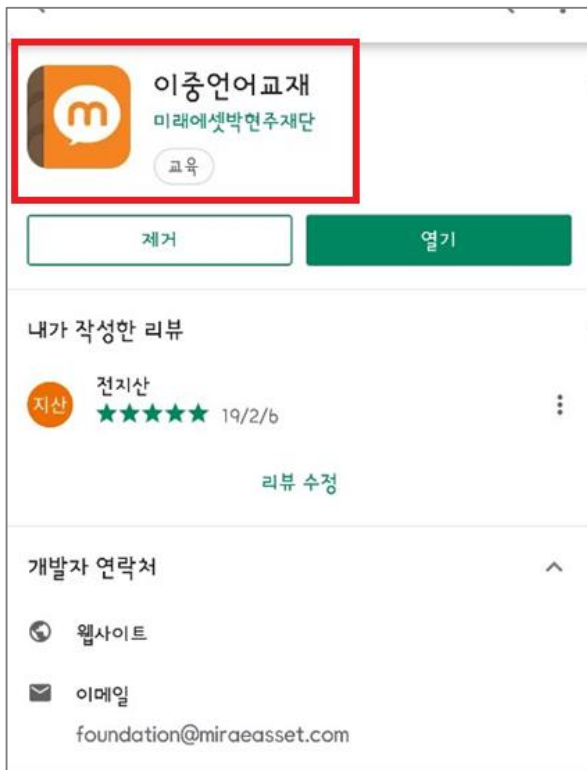 이중언어교재
미래에셋박현주재단
교육
제거
열기
내가 작성한 리뷰
지산
전지산
★★★★★ 19/2/6
리뷰 수정
개발자 연락처
웹사이트
이메일
foundation@miraeasset.com